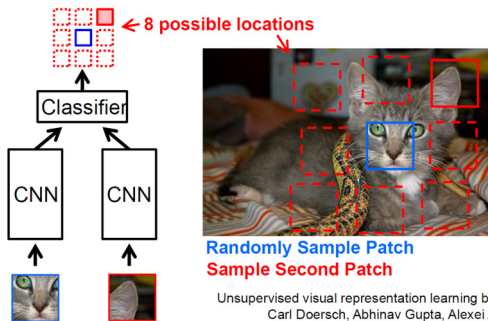 8 possible locations
Classifier
CNN
CNN
Randomly Sample Patch
Sample Second Patch
Unsupervised visual representation learning b
Carl Doersch, Abhinav Gupta, Alexei